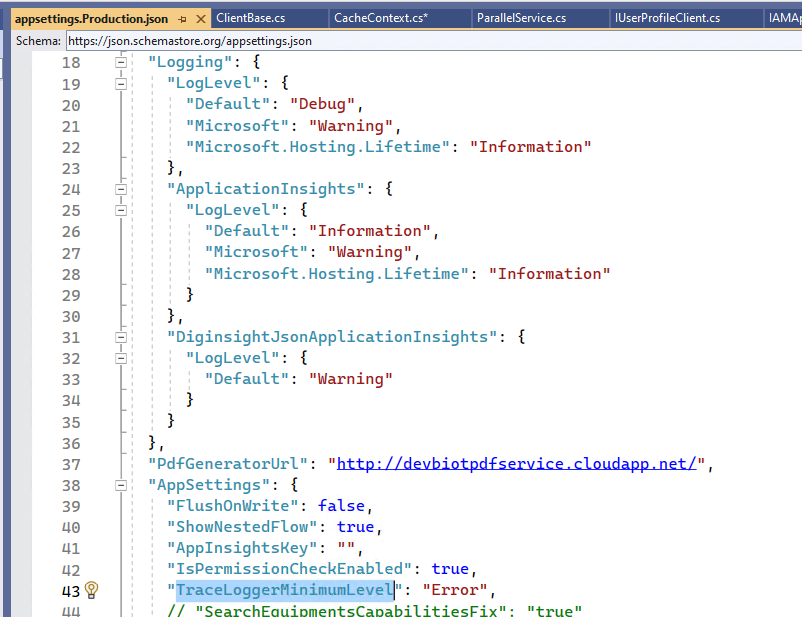 appsettings.Production.json ClientBase.cs CacheContext.cs* ParallelService.cs IUserProfileClient.cs IAMAp
Schema: https://json.schemastore.org/appsettings.json
18 "Logging": {
19 "LogLevel": {
20 "Default": "Debug",
21 "Microsoft": "Warning",
22 "Microsoft.Hosting.Lifetime": "Information"
23 },
24 "ApplicationInsights": {
25 "LogLevel": {
26 "Default": "Information",
27 "Microsoft": "Warning",
28 "Microsoft.Hosting.Lifetime": "Information"
29 }
30 },
31 "DiginsightJsonApplicationInsights": {
32 "LogLevel": {
33 "Default": "Warning"
34 }
35 }
36 },
37 "PdfGeneratorUrl": "http://devbiotpdfservice.cloudapp.net/",
38 "AppSettings": {
39 "FlushOnWrite": false,
40 "ShowNestedFlow": true,
41 "AppInsightsKey": "",
42 "IsPermissionCheckEnabled": true,
43 "TraceLoggerMinimumLevel": "Error",
44 // "SearchEquipmentsCapabilitiesFix": "true"